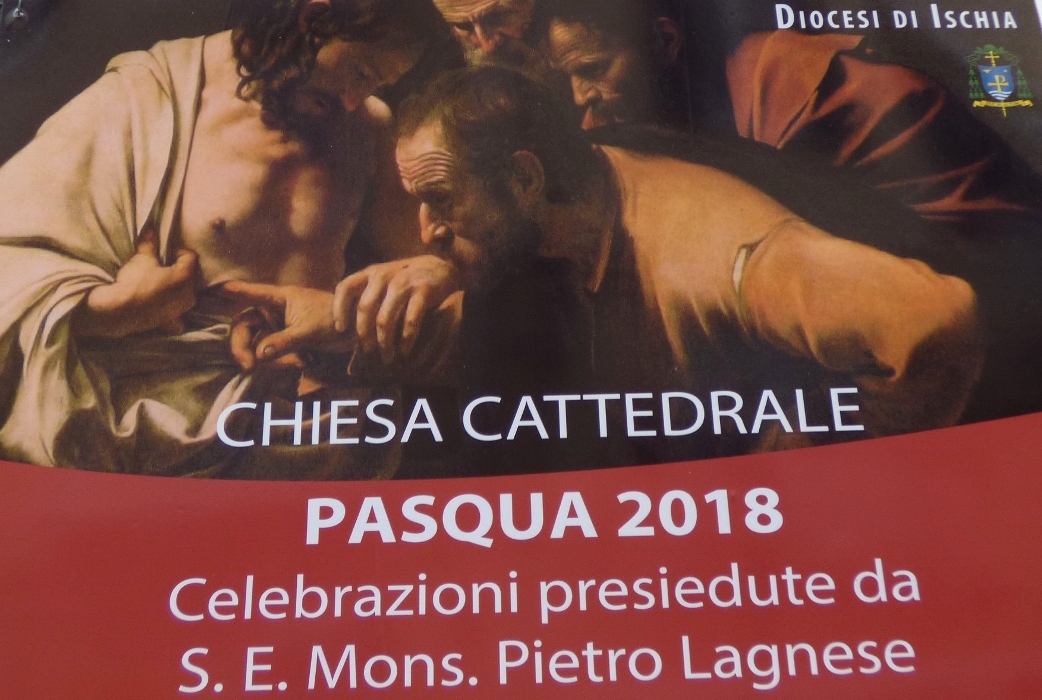 DIOCESI DI ISCHIA
CHIESA CATTEDRALE
PASQUA 2018
Celebrazioni presiedute da
S. E. Mons. Pietro Lagnese